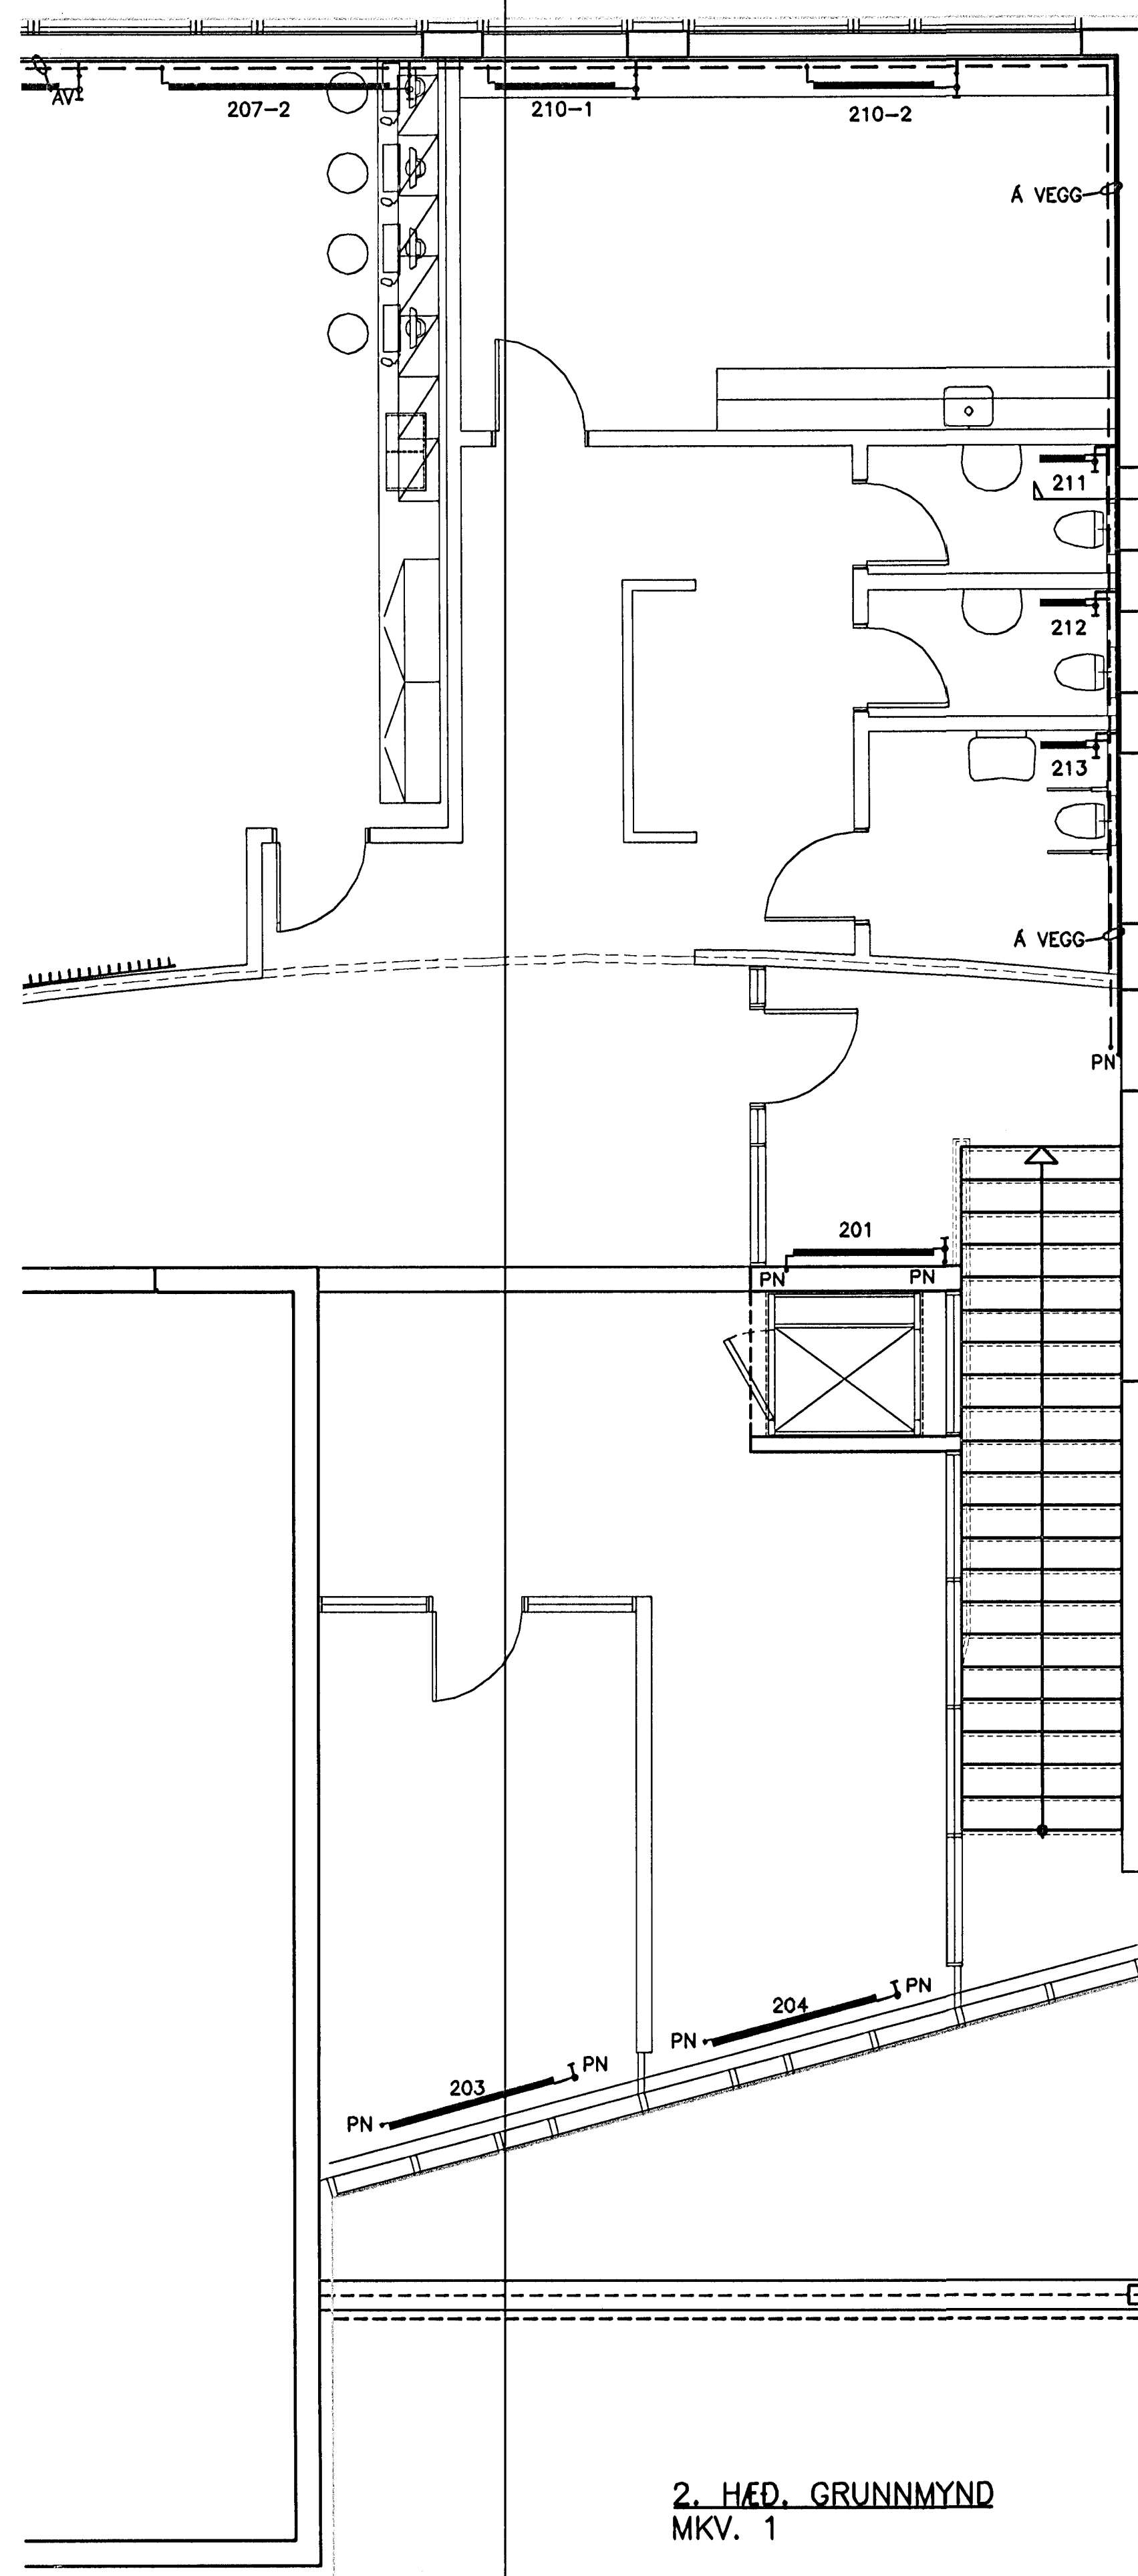 AV
207-2
210-1
210-2
Á VEGG
211
212
213
Á VEGG
PN
201
PN
PN
PN
204
PN
PN
203
PN
2. HÆÐ. GRUNNMYND
MKV. 1